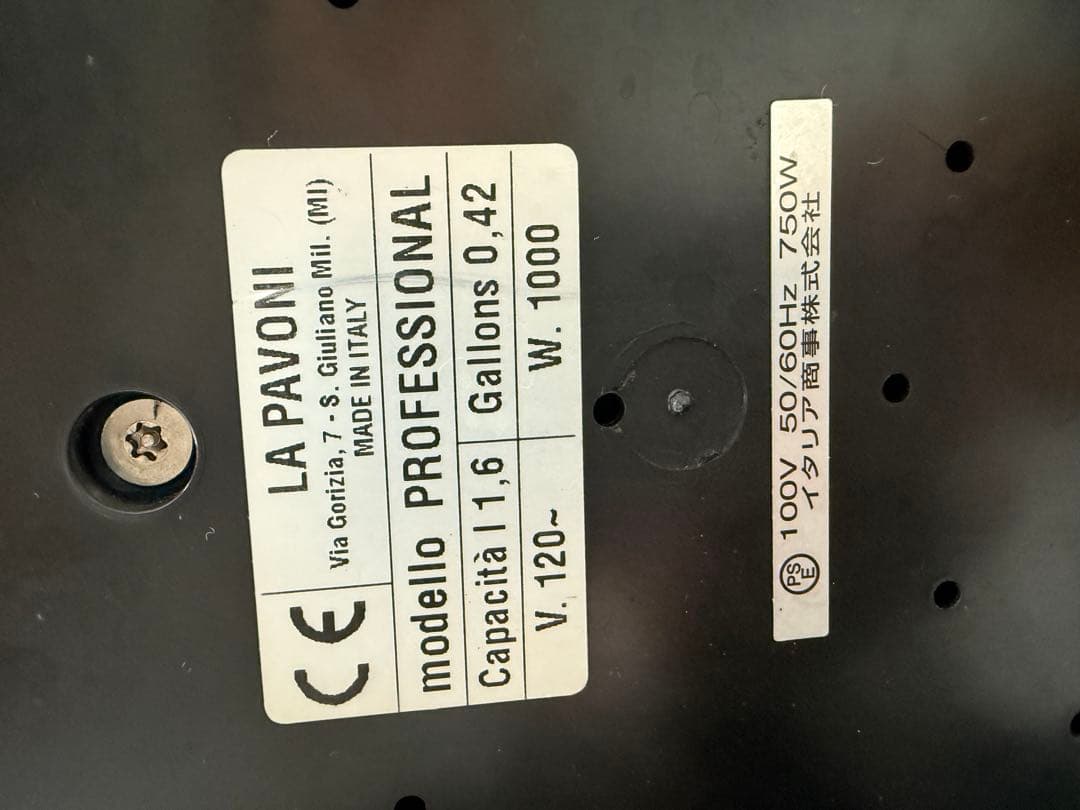 CE
LA PAVONI
Via Gorizia, 7 - S. Giuliano Mil. (MI)
MADE IN ITALY
modello PROFESSIONAL
Capacità l 1,6 Gallons 0,42
V. 120~ W. 1000
PSE 100V 50/60Hz 750W
イタリア商事株式会社